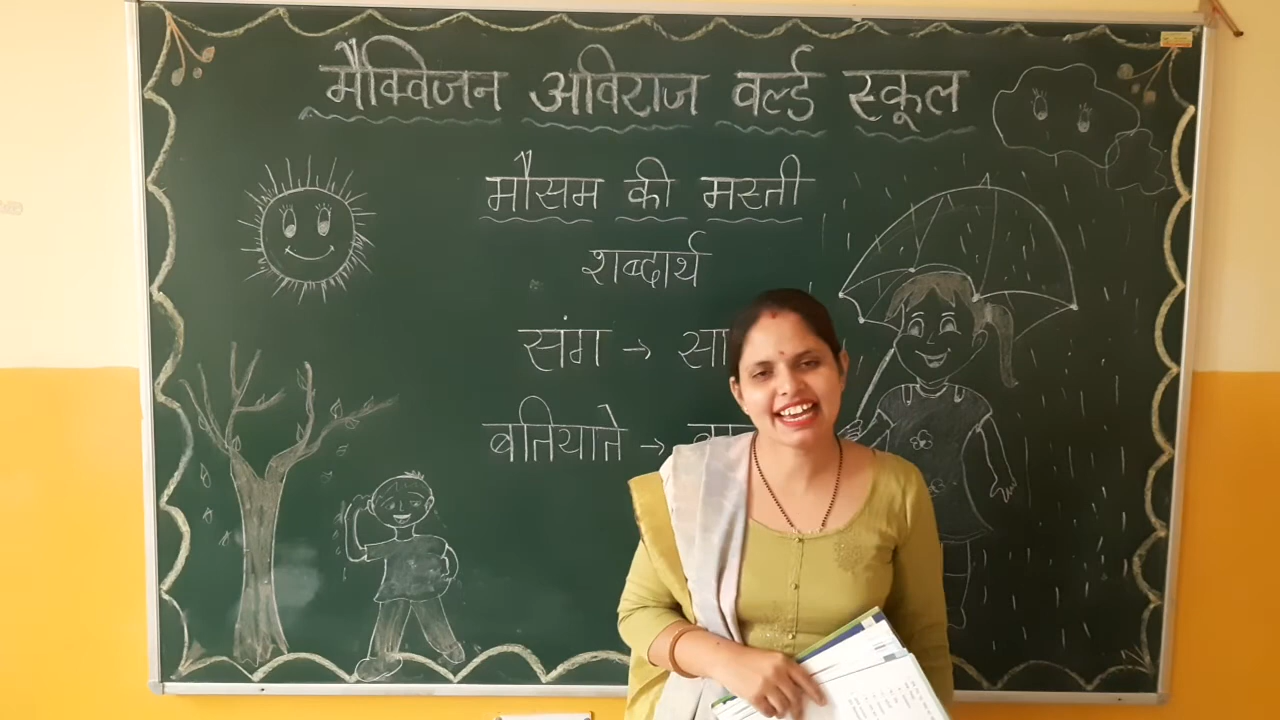 मैक्विजन अविराज वर्ल्ड स्कूल
मौसम की मस्ती
शब्दार्थ
संग →
बतियाते →